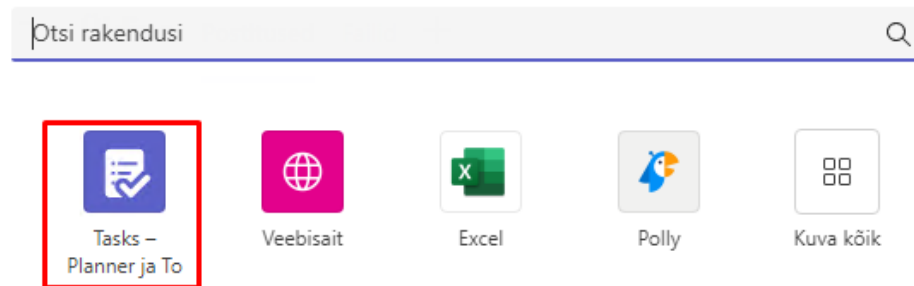 Otsi rakendusi
Tasks –
Planner ja To
Veebisait
Excel
Polly
Kuva kõik